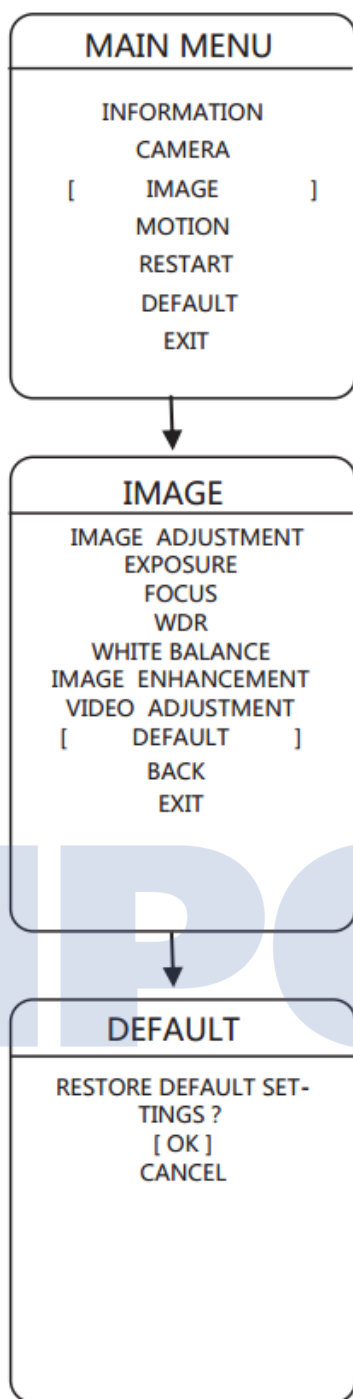 MAIN MENU
INFORMATION
CAMERA
[ IMAGE ]
MOTION
RESTART
DEFAULT
EXIT
IMAGE
IMAGE ADJUSTMENT
EXPOSURE
FOCUS
WDR
WHITE BALANCE
IMAGE ENHANCEMENT
VIDEO ADJUSTMENT
[ DEFAULT ]
BACK
EXIT
DEFAULT
RESTORE DEFAULT SET-
TINGS ?
[ OK ]
CANCEL